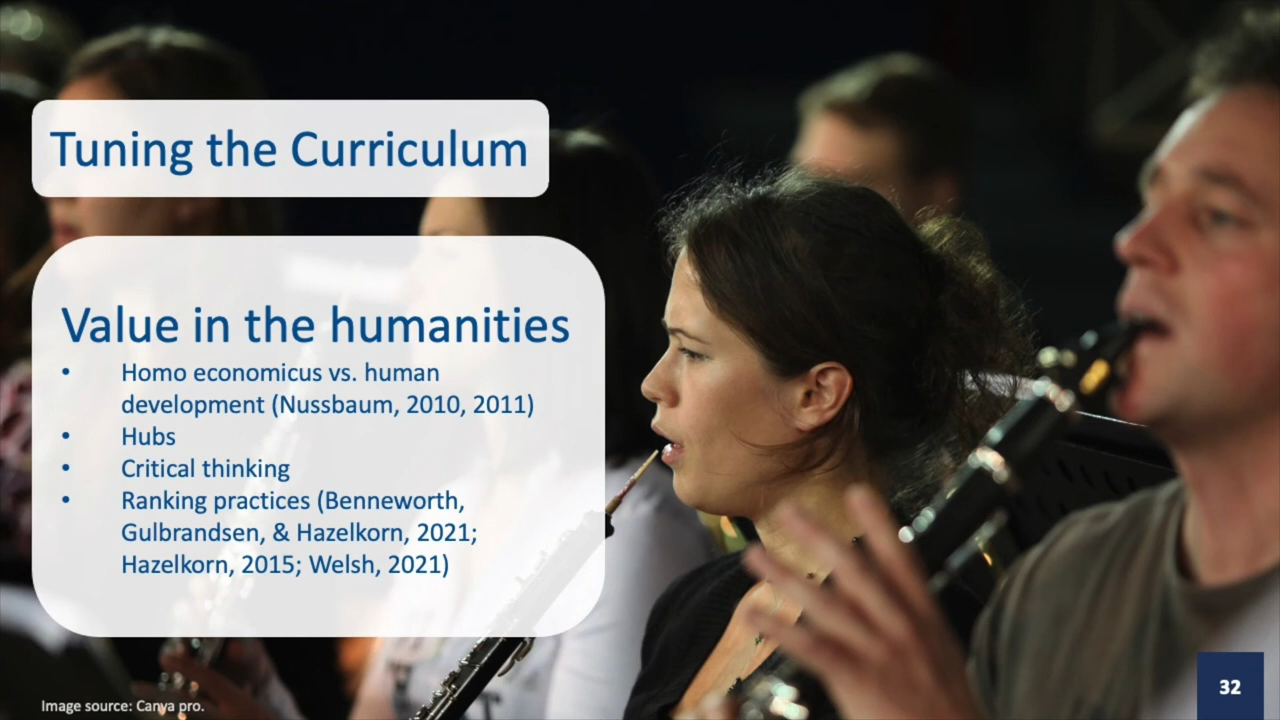 Tuning the Curriculum
Value in the humanities
• Homo economicus vs. human
development (Nussbaum, 2010, 2011)
• Hubs
• Critical thinking
• Ranking practices (Benneworth,
Gulbrandsen, & Hazelkorn, 2021;
Hazelkorn, 2015; Welsh, 2021)
Image source: Canva pro.
32